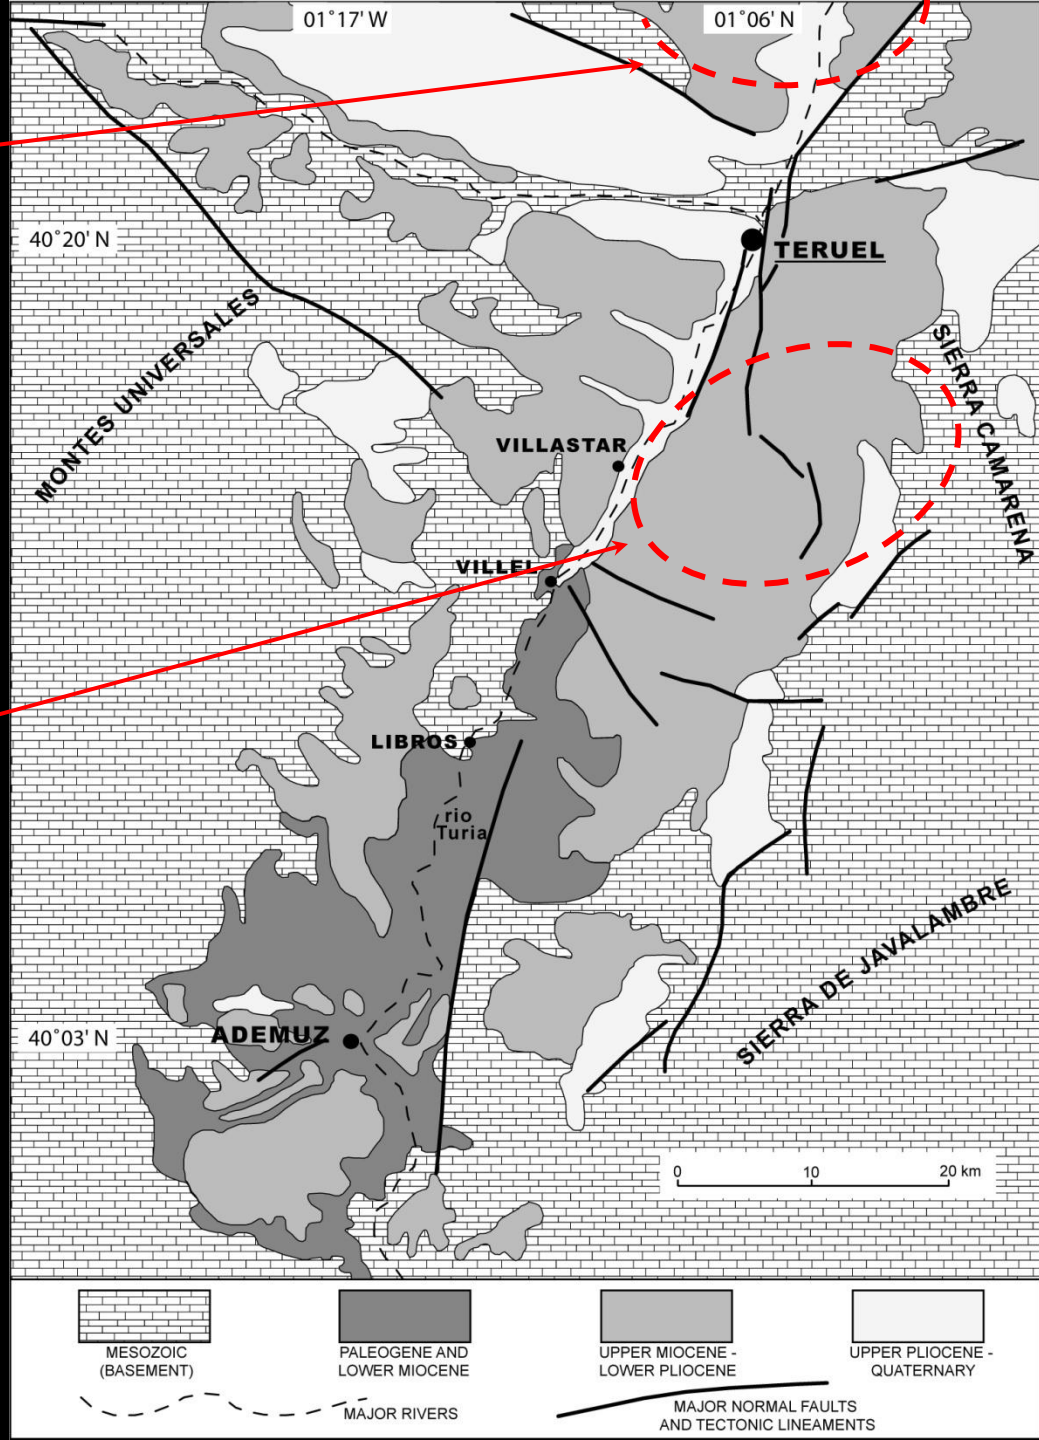 01°17' W
01°06' N
40°20' N
TERUEL
MONTES UNIVERSALES
SIERRA CAMARENA
VILLASTAR
VILLEL
LIBROS
rio
Turia
SIERRA DE JAVALAMBRE
40°03' N
ADEMUZ
0 10 20 km
MESOZOIC
(BASEMENT)
PALEOGENE AND
LOWER MIOCENE
UPPER MIOCENE -
LOWER PLIOCENE
UPPER PLIOCENE -
QUATERNARY
MAJOR RIVERS
MAJOR NORMAL FAULTS
AND TECTONIC LINEAMENTS